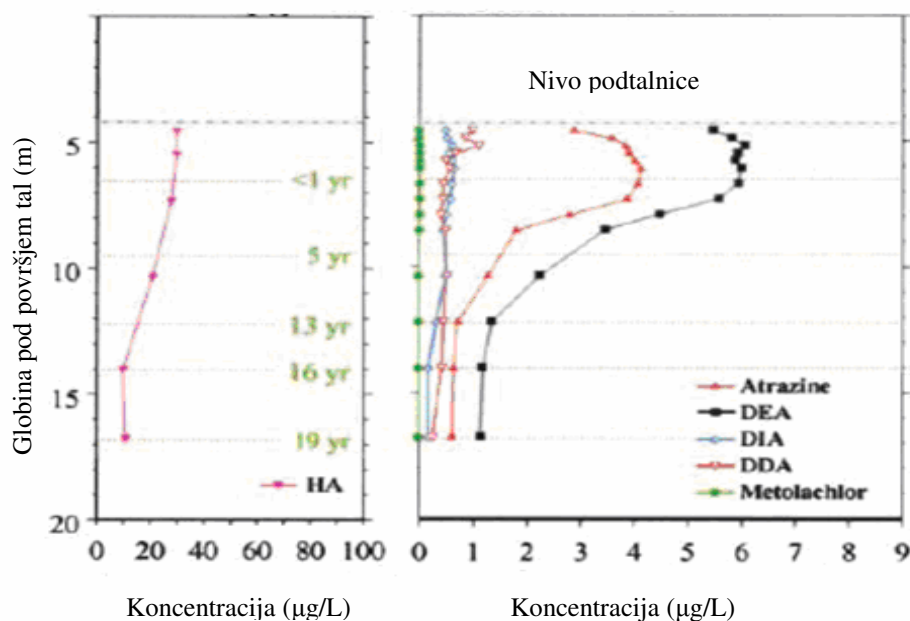 Nivo podtalnice
Globina pod površjem tal (m)
5
10
15
20
<1 yr
5 yr
13 yr
16 yr
19 yr
HA
Atrazine
DEA
DIA
DDA
Metolachlor
0 20 40 60 80 100
0 1 2 3 4 5 6 7 8 9
Koncentracija (µg/L)
Koncentracija (µg/L)